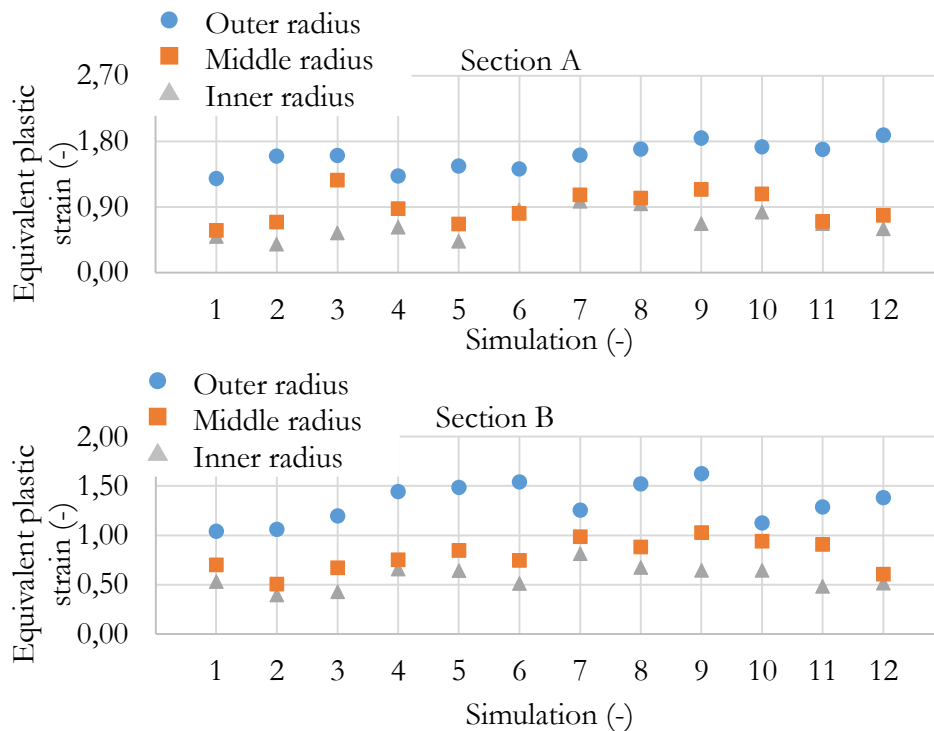 Outer radius
Middle radius
Inner radius
Section A
Equivalent plastic
strain (-)
2,70
1,80
0,90
0,00
1 2 3 4 5 6 7 8 9 10 11 12
Simulation (-)
Outer radius
Middle radius
Inner radius
Section B
Equivalent plastic
strain (-)
2,00
1,50
1,00
0,50
0,00
1 2 3 4 5 6 7 8 9 10 11 12
Simulation (-)